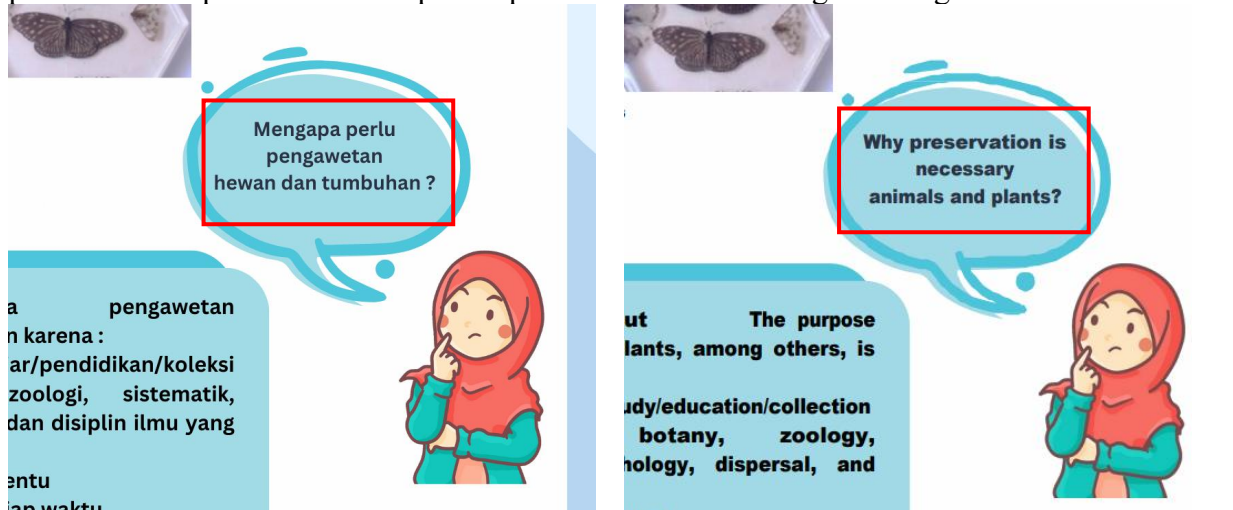 Mengapa perlu
pengawetan
hewan dan tumbuhan ?
a pengawetan
n karena :
ar/pendidikan/koleksi
zoologi, sistematik,
dan disiplin ilmu yang
entu
iap waktu
Why preservation is
necessary
animals and plants?
ut The purpose
lants, among others, is
udy/education/collection
botany, zoology,
hology, dispersal, and